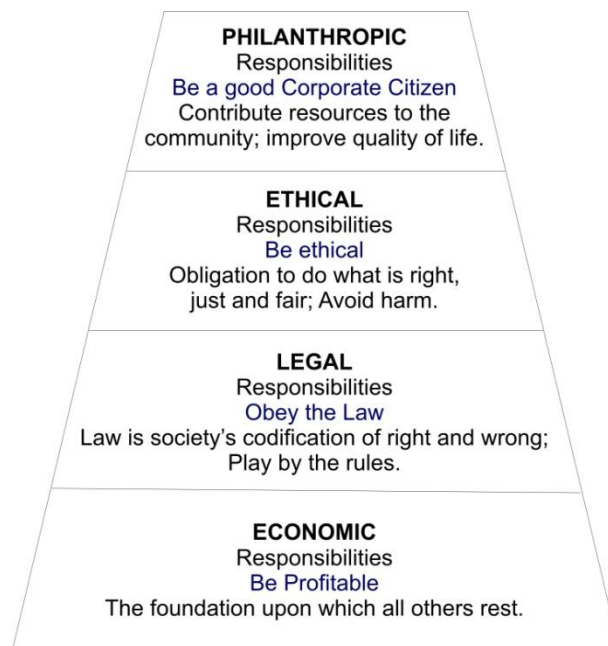 PHILANTHROPIC
Responsibilities
Be a good Corporate Citizen
Contribute resources to the
community; improve quality of life.
ETHICAL
Responsibilities
Be ethical
Obligation to do what is right,
just and fair; Avoid harm.
LEGAL
Responsibilities
Obey the Law
Law is society's codification of right and wrong;
Play by the rules.
ECONOMIC
Responsibilities
Be Profitable
The foundation upon which all others rest.